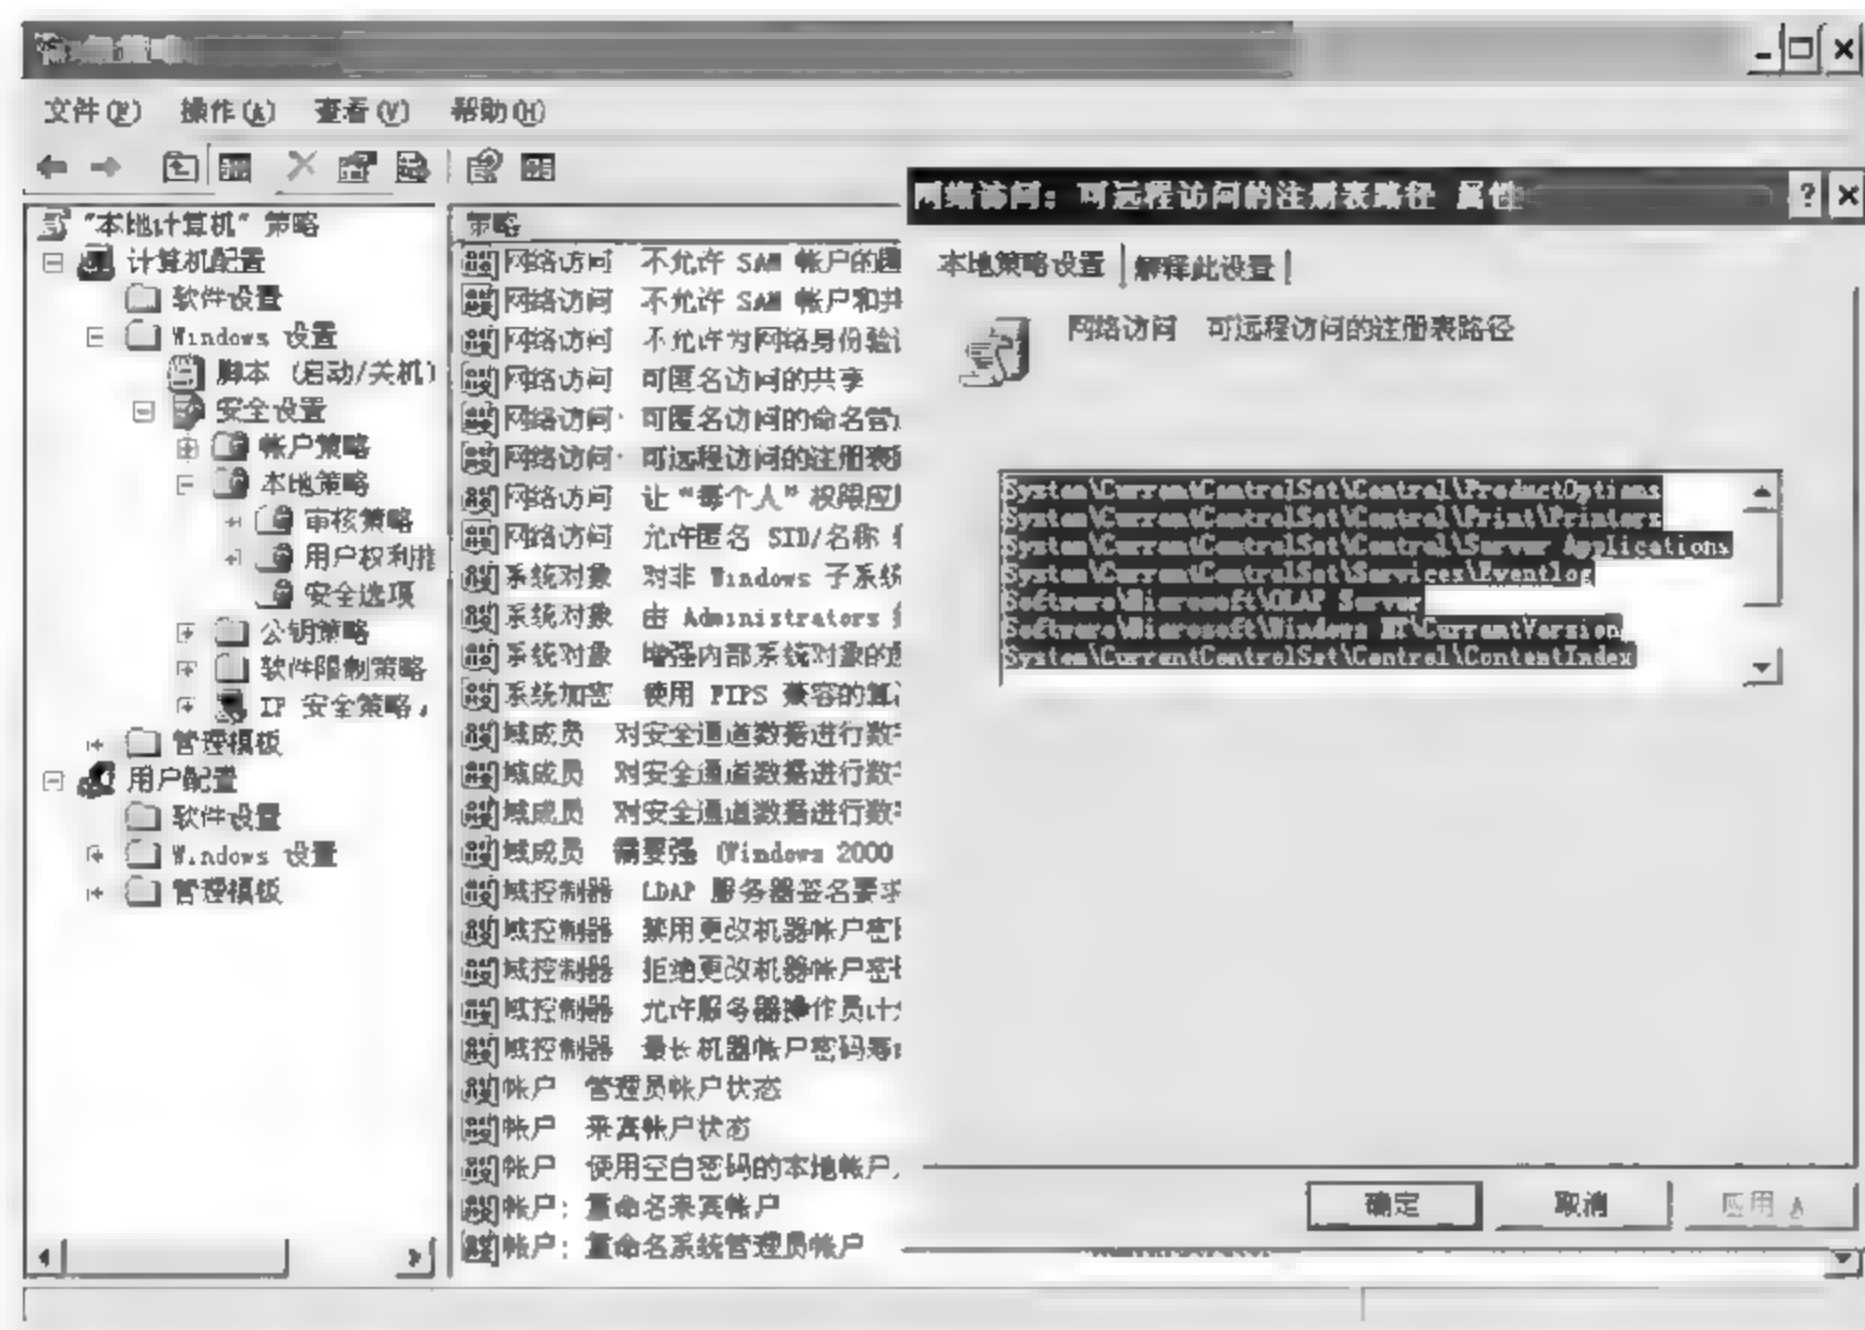 文件(F) 操作(A) 查看(V) 帮助(H)
"本地计算机" 策略
计算机配置
软件设置
Windows 设置
脚本 (启动/关机)
安全设置
帐户策略
本地策略
审核策略
用户权利指
安全选项
公钥策略
软件限制策略
IP 安全策略,
管理模板
用户配置
软件设置
Windows 设置
管理模板
策略
网络访问 不允许 SAM 帐户的
网络访问 不允许 SAM 帐户和共
网络访问 不允许为网络身份验
网络访问 可匿名访问的共享
网络访问: 可匿名访问的命名管
网络访问: 可远程访问的注册表
网络访问 让 “每个人” 权限应
网络访问 允许匿名 SID/名称
系统对象 对非 Windows 子系统
系统对象 由 Administrators
系统对象 增强内部系统对象的
系统加密 使用 FIPS 兼容的算
域成员 对安全通道数据进行数
域成员 对安全通道数据进行数
域成员 对安全通道数据进行数
域成员 需要强 (Windows 2000
域控制器 LDAP 服务器签名要求
域控制器 禁用更改机器帐户密
域控制器 拒绝更改机器帐户密
域控制器 允许服务器操作员计
域控制器 最长机器帐户密码寿
帐户 管理员帐户状态
帐户 来宾帐户状态
帐户 使用空白密码的本地帐户
帐户: 重命名来宾帐户
帐户: 重命名系统管理员帐户
网络访问: 可远程访问的注册表路径 属性
本地策略设置 解释此设置
网络访问 可远程访问的注册表路径
System\CurrentControlSet\Control\ProductOptions
System\CurrentControlSet\Control\Print\Printers
System\CurrentControlSet\Control\Server Applications
System\CurrentControlSet\Services\Eventlog
Software\Microsoft\OLAP Server
Software\Microsoft\Windows NT\CurrentVersion
System\CurrentControlSet\Control\ContentIndex
确定 取消 应用 A